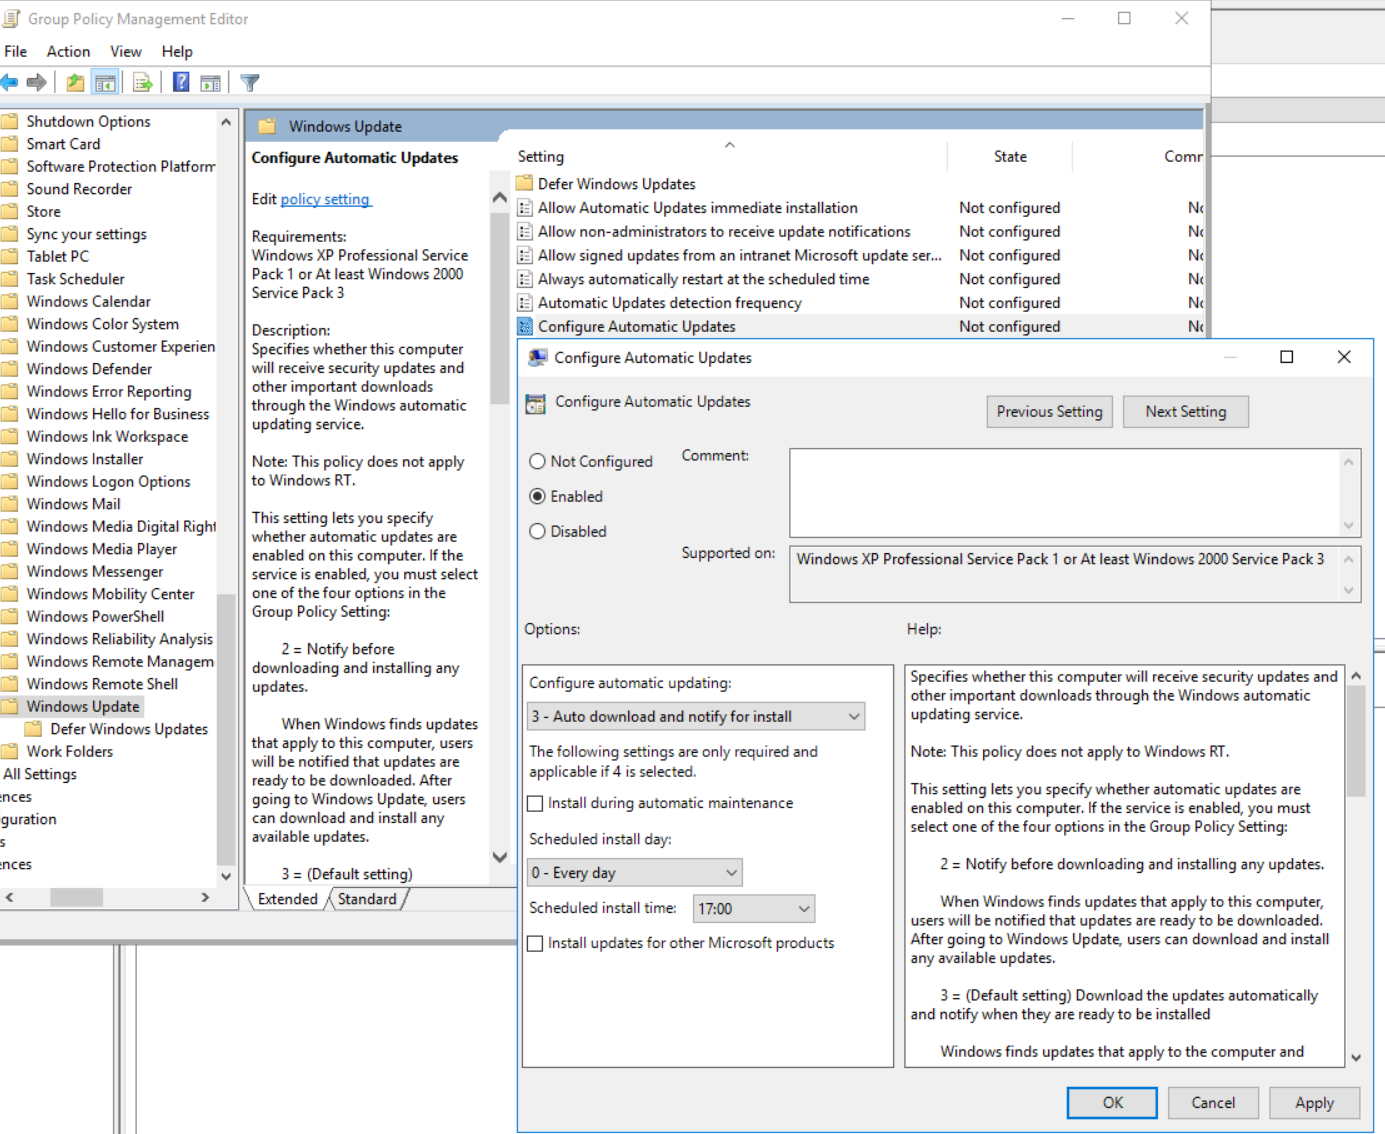 Group Policy Management Editor
File Action View Help
Shutdown Options
Smart Card
Software Protection Platform
Sound Recorder
Store
Sync your settings
Tablet PC
Task Scheduler
Windows Calendar
Windows Color System
Windows Customer Experien
Windows Defender
Windows Error Reporting
Windows Hello for Business
Windows Ink Workspace
Windows Installer
Windows Logon Options
Windows Mail
Windows Media Digital Right
Windows Media Player
Windows Messenger
Windows Mobility Center
Windows PowerShell
Windows Reliability Analysis
Windows Remote Managem
Windows Remote Shell
Windows Update
Defer Windows Updates
Work Folders
All Settings
ences
guration
s
ences
Windows Update
Configure Automatic Updates
Edit policy setting
Requirements:
Windows XP Professional Service
Pack 1 or At least Windows 2000
Service Pack 3
Description:
Specifies whether this computer
will receive security updates and
other important downloads
through the Windows automatic
updating service.
Note: This policy does not apply
to Windows RT.
This setting lets you specify
whether automatic updates are
enabled on this computer. If the
service is enabled, you must select
one of the four options in the
Group Policy Setting:
2 = Notify before
downloading and installing any
updates.
When Windows finds updates
that apply to this computer, users
will be notified that updates are
ready to be downloaded. After
going to Windows Update, users
can download and install any
available updates.
3 = (Default setting)
Extended Standard
Setting State Comm
Defer Windows Updates
Allow Automatic Updates immediate installation Not configured No
Allow non-administrators to receive update notifications Not configured No
Allow signed updates from an intranet Microsoft update ser... Not configured No
Always automatically restart at the scheduled time Not configured No
Automatic Updates detection frequency Not configured No
Configure Automatic Updates Not configured No
Configure Automatic Updates
Configure Automatic Updates
Previous Setting Next Setting
Not Configured
Enabled
Disabled
Comment:
Supported on:
Windows XP Professional Service Pack 1 or At least Windows 2000 Service Pack 3
Options:
Configure automatic updating:
3 - Auto download and notify for install
The following settings are only required and
applicable if 4 is selected.
Install during automatic maintenance
Scheduled install day:
0 - Every day
Scheduled install time: 17:00
Install updates for other Microsoft products
Help:
Specifies whether this computer will receive security updates and
other important downloads through the Windows automatic
updating service.
Note: This policy does not apply to Windows RT.
This setting lets you specify whether automatic updates are
enabled on this computer. If the service is enabled, you must
select one of the four options in the Group Policy Setting:
2 = Notify before downloading and installing any updates.
When Windows finds updates that apply to this computer,
users will be notified that updates are ready to be downloaded.
After going to Windows Update, users can download and install
any available updates.
3 = (Default setting) Download the updates automatically
and notify when they are ready to be installed
Windows finds updates that apply to the computer and
OK Cancel Apply